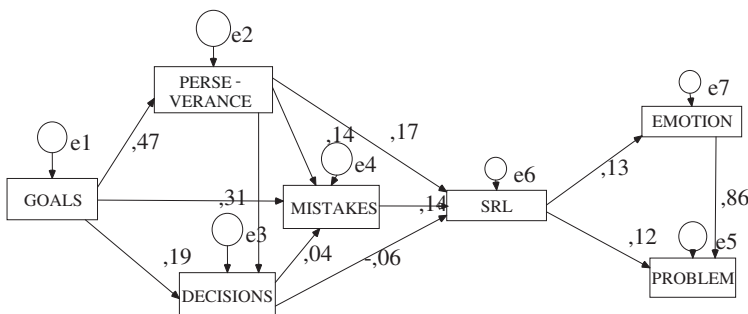 e2
PERSE -
VERANCE
e7
EMOTION
e1
,47
,14
,17
e4
e6
,13
GOALS
,31
MISTAKES
,14
SRL
,86
e3
e5
,19
,04
-,06
,12
DECISIONS
PROBLEM